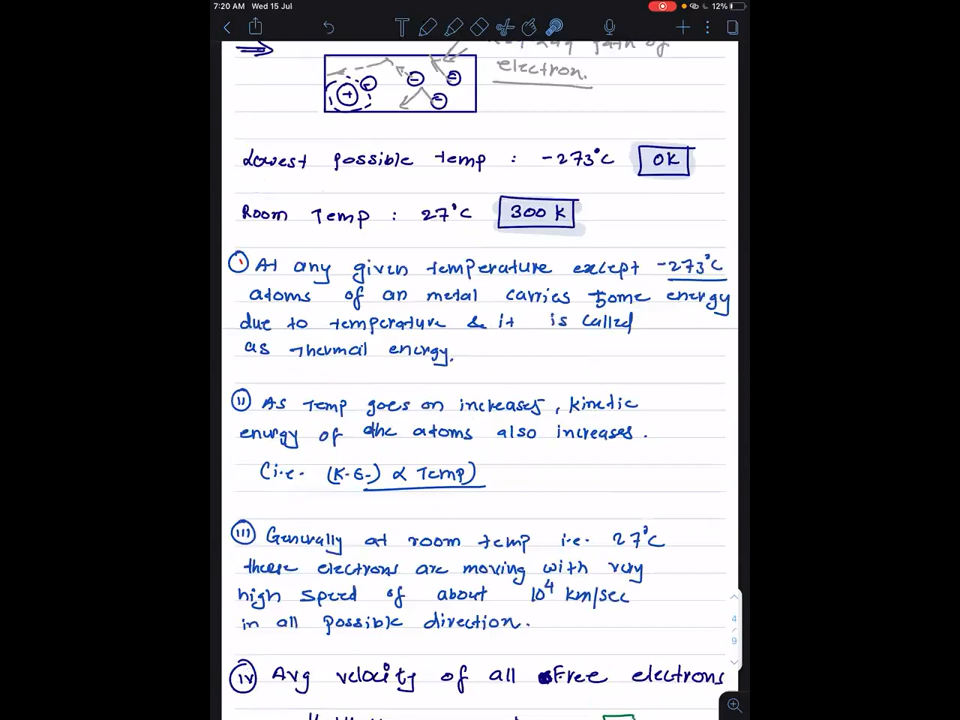 7:20 AM Wed 15 Jul
12%
T
path of
electron.
Lowest possible temp : -273°C 0K
Room Temp : 27°C 300 K
(i) At any given temperature except -273°C
atoms of an metal carries some energy
due to temperature & it is called
as thermal energy.
(ii) As temp goes on increases, kinetic
energy of the atoms also increases.
(i.e. (K.E.) ∝ Temp)
(iii) Generally at room temp i.e. 27°C
these electrons are moving with very
high speed of about 10⁴ km/sec
in all possible direction.
(iv) Avg velocity of all Free electrons
4
9